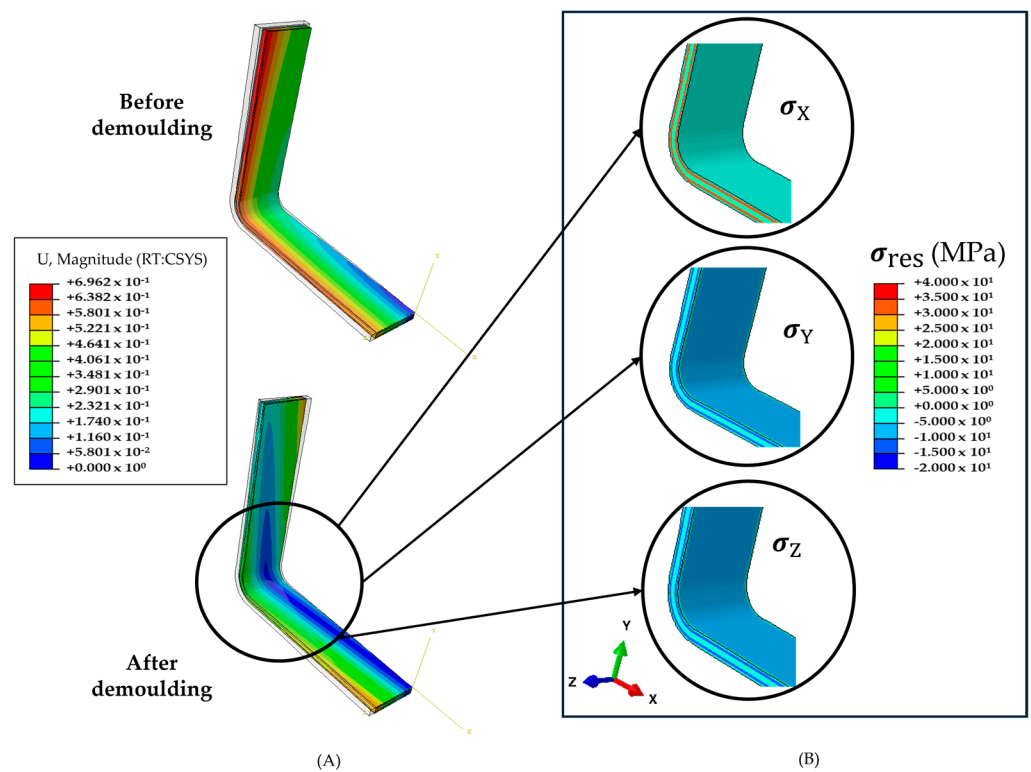 Before
demoulding
U, Magnitude (RT:CSYS)
+6.962 x 10⁻¹
+6.382 x 10⁻¹
+5.801 x 10⁻¹
+5.221 x 10⁻¹
+4.641 x 10⁻¹
+4.061 x 10⁻¹
+3.481 x 10⁻¹
+2.901 x 10⁻¹
+2.321 x 10⁻¹
+1.740 x 10⁻¹
+1.160 x 10⁻¹
+5.801 x 10⁻²
+0.000 x 10⁰
Y
X
Z
After
demoulding
Y
X
Z
(A)
σX
σY
σZ
σres (MPa)
+4.000 x 10¹
+3.500 x 10¹
+3.000 x 10¹
+2.500 x 10¹
+2.000 x 10¹
+1.500 x 10¹
+1.000 x 10¹
+5.000 x 10⁰
+0.000 x 10⁰
-5.000 x 10⁰
-1.000 x 10¹
-1.500 x 10¹
-2.000 x 10¹
Y
Z
X
(B)